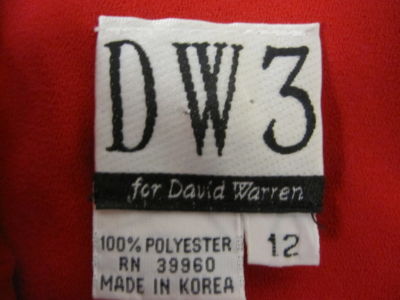 DW3
for David Warren
100% POLYESTER
RN 39960
MADE IN KOREA
12